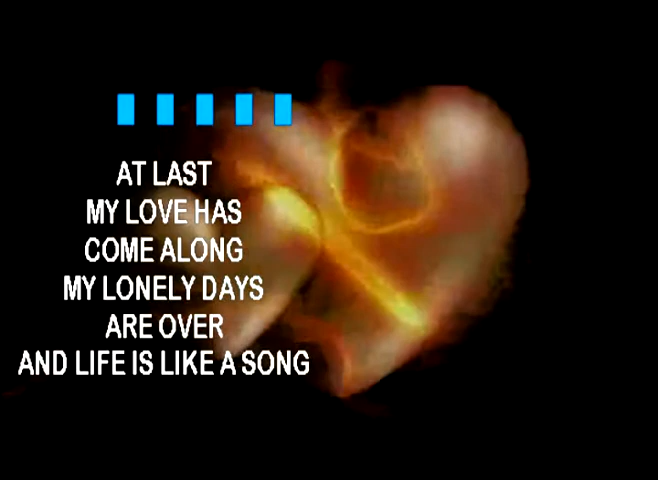 AT LAST
MY LOVE HAS
COME ALONG
MY LONELY DAYS
ARE OVER
AND LIFE IS LIKE A SONG